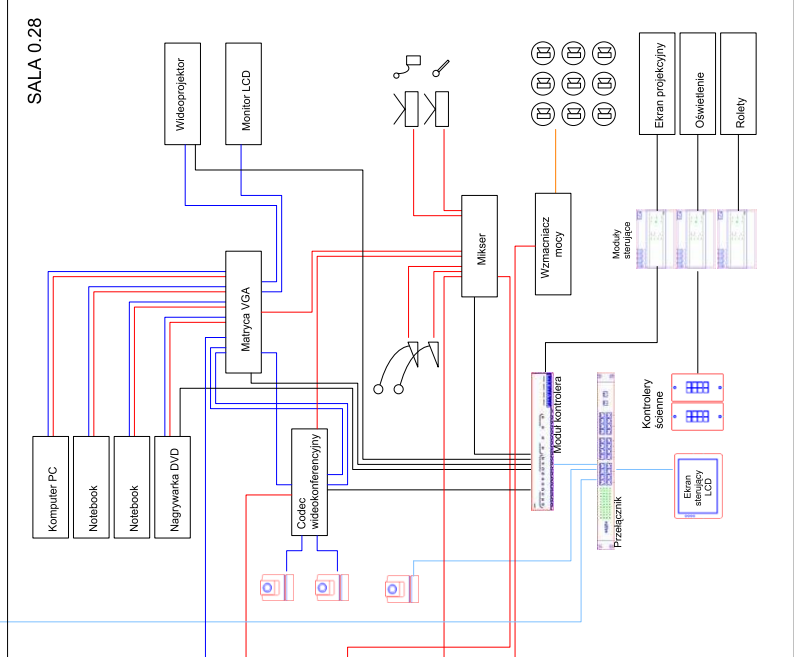 SALA 0.28
Wideoprojektor
Monitor LCD
Ekran projekcyjny
Oświetlenie
Rolety
Moduły
sterujące
Mikser
Wzmacniacz
mocy
Matryca VGA
Moduł kontrolera
Kontrolery
ścienne
Komputer PC
Notebook
Notebook
Nagrywarka DVD
Codec
wideokonferencyjny
Ekran
sterujący
LCD
Przełącznik